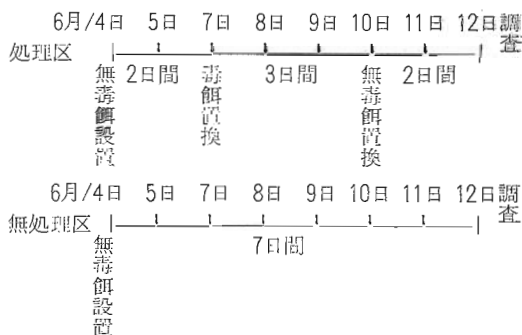 6月/4日 5日 7日 8日 9日 10日 11日 12日 調査
処理区
無毒餌設置 2日間 毒餌置換 3日間 無毒餌置換 2日間
6月/4日 5日 7日 8日 9日 10日 11日 12日 調査
無処理区
無毒餌設置 7日間